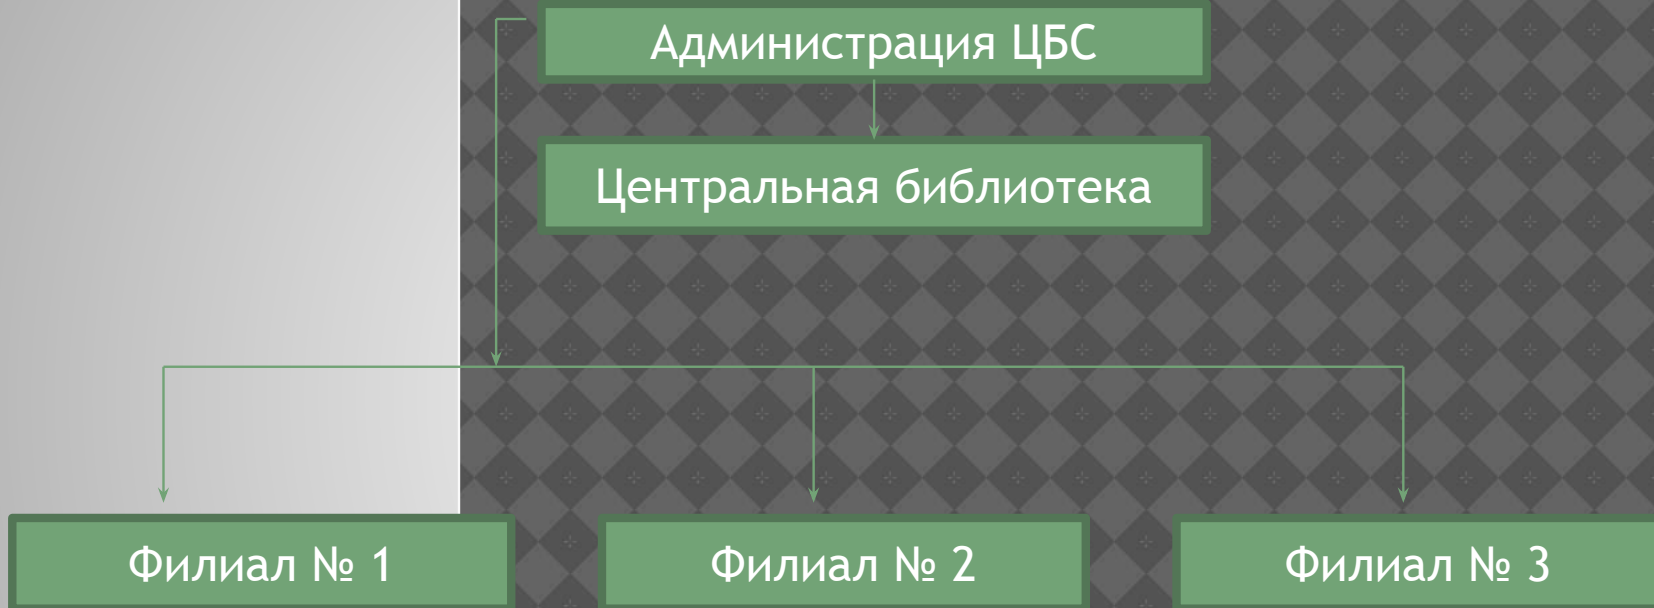 Администрация ЦБС
Центральная библиотека
Филиал № 1
Филиал № 2
Филиал № 3